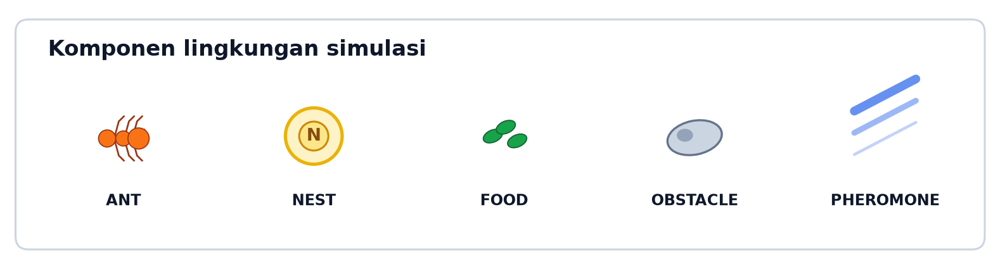 Komponen lingkungan simulasi
N
ANT
NEST
FOOD
OBSTACLE
PHEROMONE